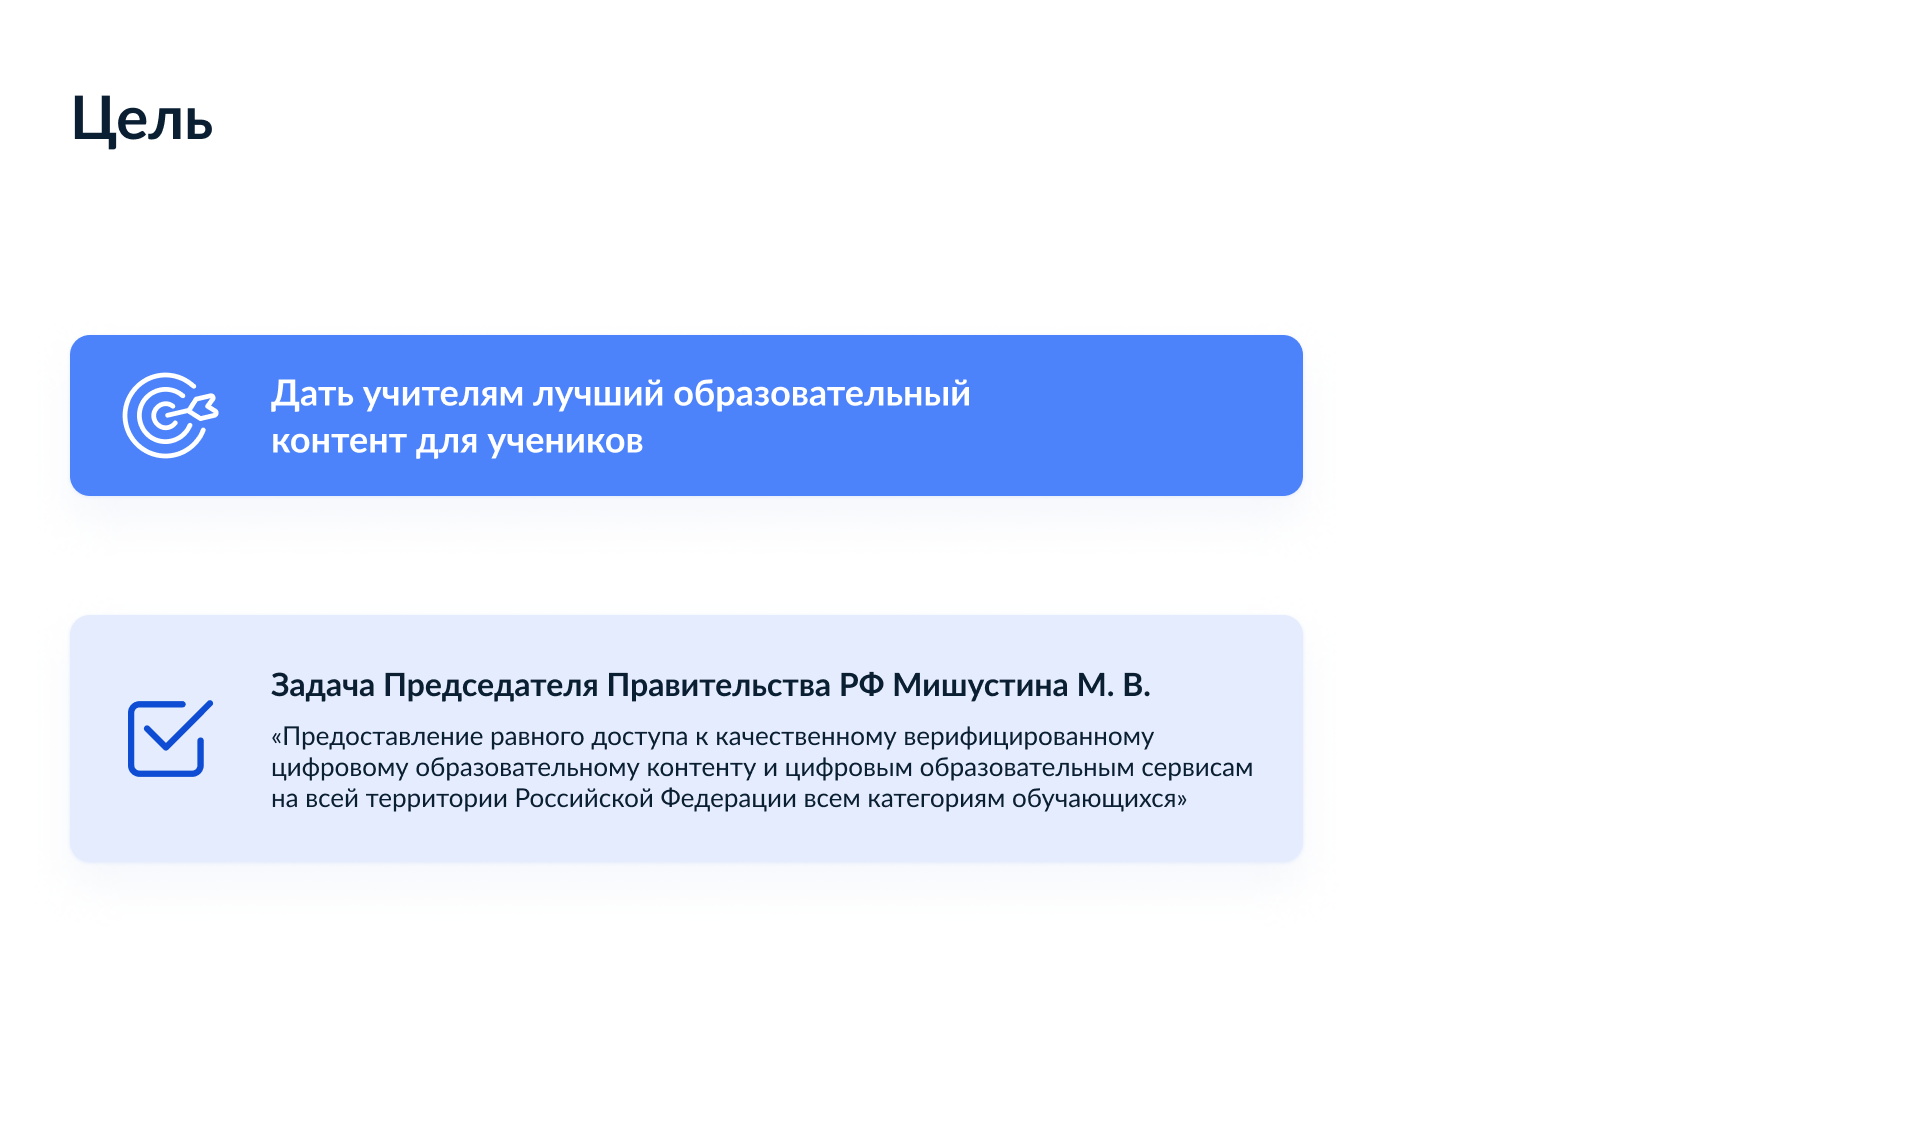 Цель
Дать учителям лучший образовательный
контент для учеников
Задача Председателя Правительства РФ Мишустина М. В.
«Предоставление равного доступа к качественному верифицированному
цифровому образовательному контенту и цифровым образовательным сервисам
на всей территории Российской Федерации всем категориям обучающихся»